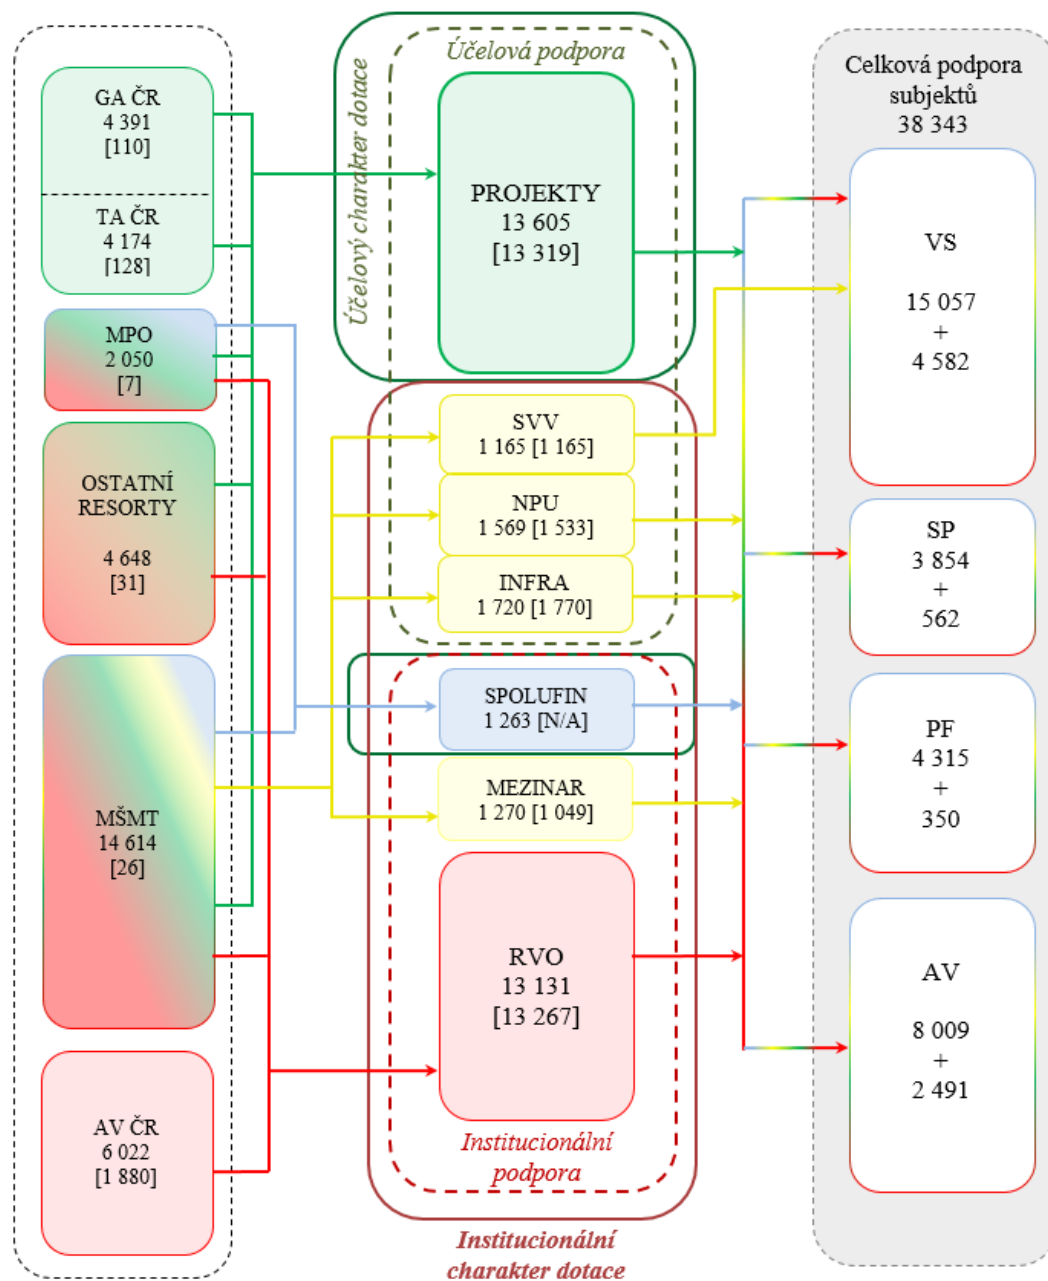 GA ČR
4 391
[110]
TA ČR
4 174
[128]
MPO
2 050
[7]
OSTATNÍ
RESORTY
4 648
[31]
MŠMT
14 614
[26]
AV ČR
6 022
[1 880]
Účelový charakter dotace
Účelová podpora
PROJEKTY
13 605
[13 319]
SVV
1 165 [1 165]
NPU
1 569 [1 533]
INFRA
1 720 [1 770]
SPOLUFIN
1 263 [N/A]
MEZINAR
1 270 [1 049]
RVO
13 131
[13 267]
Institucionální
podpora
Institucionální
charakter dotace
Celková podpora
subjektů
38 343
VS
15 057
+
4 582
SP
3 854
+
562
PF
4 315
+
350
AV
8 009
+
2 491